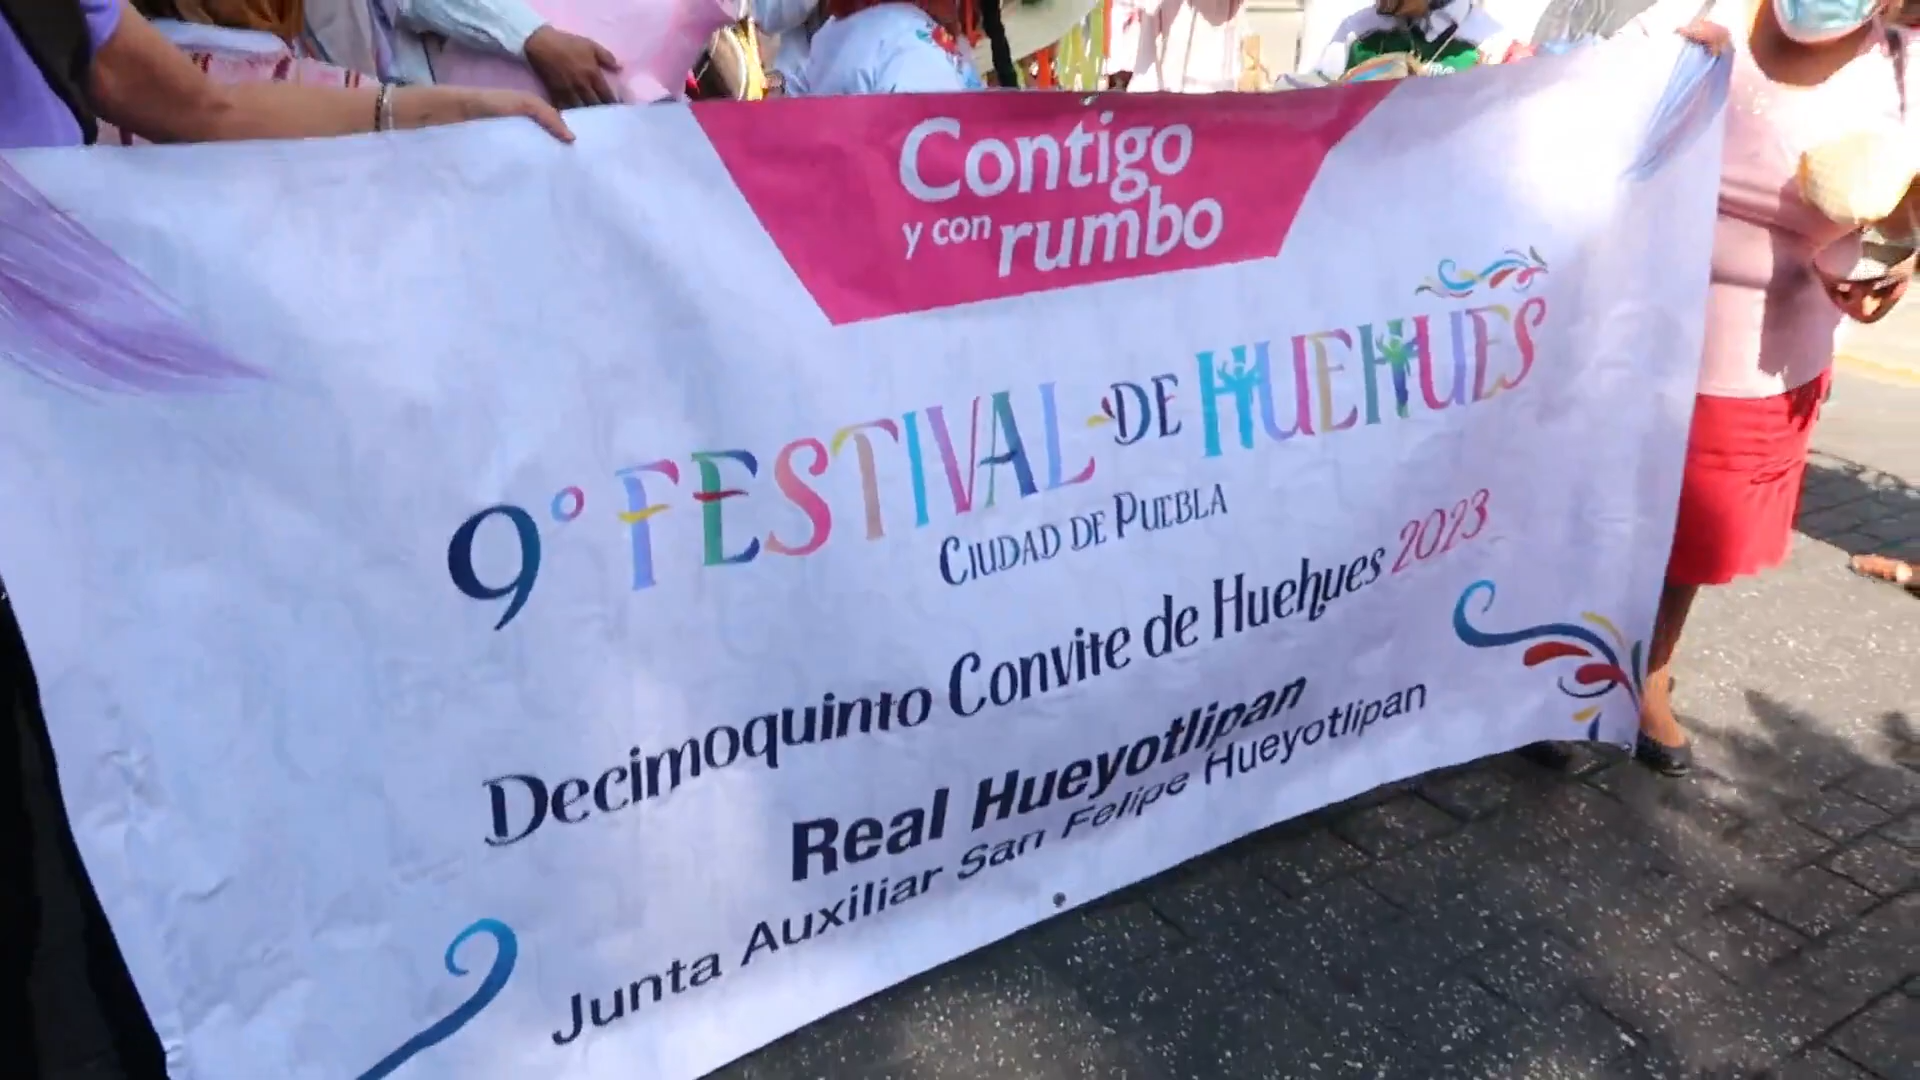 Contigo
y con rumbo
9° FESTIVAL DE HUEHUES
CIUDAD DE PUEBLA
Decimoquinto Convite de Huehues 2023
Real Hueyotlipan
Junta Auxiliar San Felipe Hueyotlipan